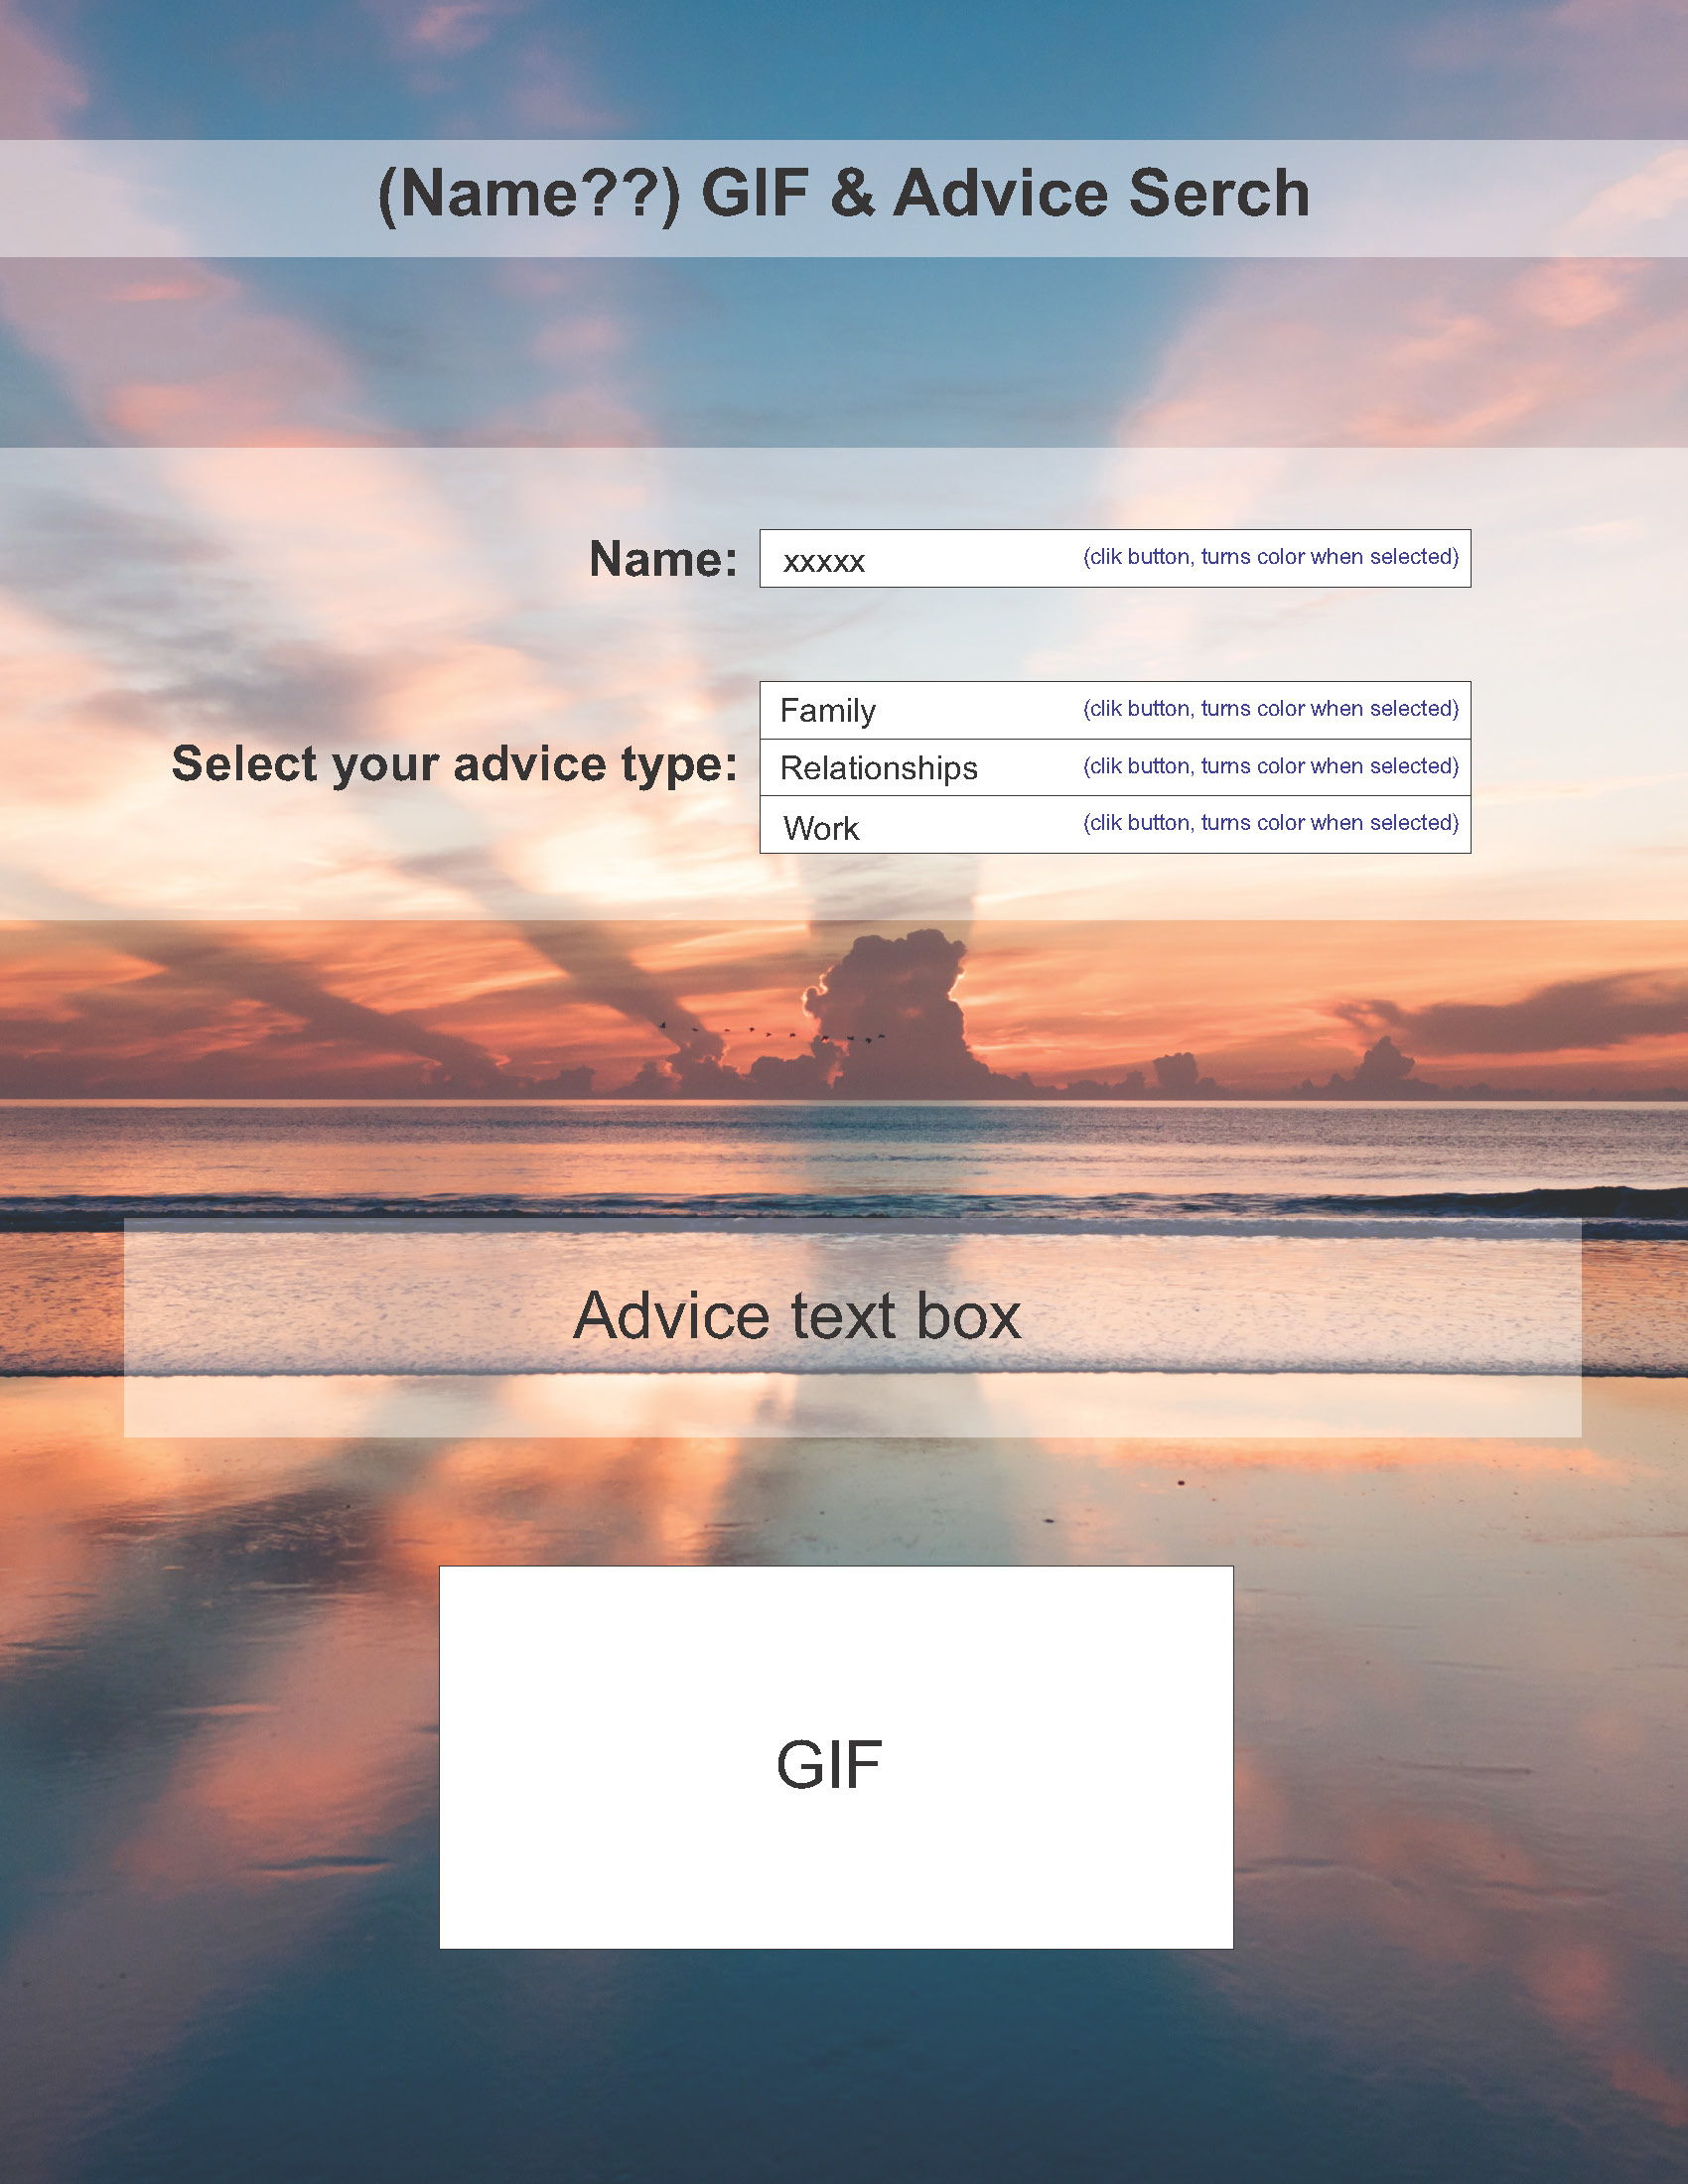 (Name??) GIF & Advice Serch
Name: xxxxx (clik button, turns color when selected)
Family (clik button, turns color when selected)
Select your advice type: Relationships (clik button, turns color when selected)
Work (clik button, turns color when selected)
Advice text box
GIF